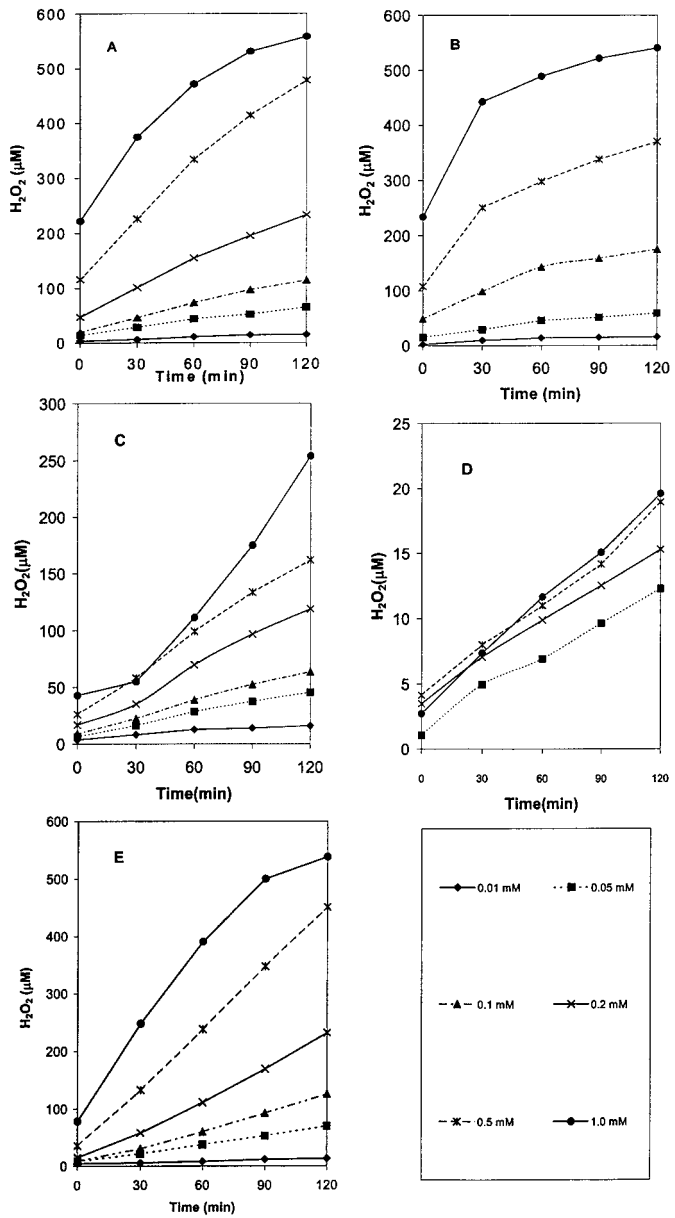 A
H₂O₂ (µM)
600
500
400
300
200
100
0
0 30 60 90 120
Time (min)
B
H₂O₂ (µM)
600
500
400
300
200
100
0
0 30 60 90 120
Time (min)
C
H₂O₂(µM)
300
250
200
150
100
50
0
0 30 60 90 120
Time(min)
D
H₂O₂(µM)
25
20
15
10
5
0
0 30 60 90 120
Time(min)
E
H₂O₂ (µM)
600
500
400
300
200
100
0
0 30 60 90 120
Time (min)
0.01 mM 0.05 mM
0.1 mM 0.2 mM
0.5 mM 1.0 mM